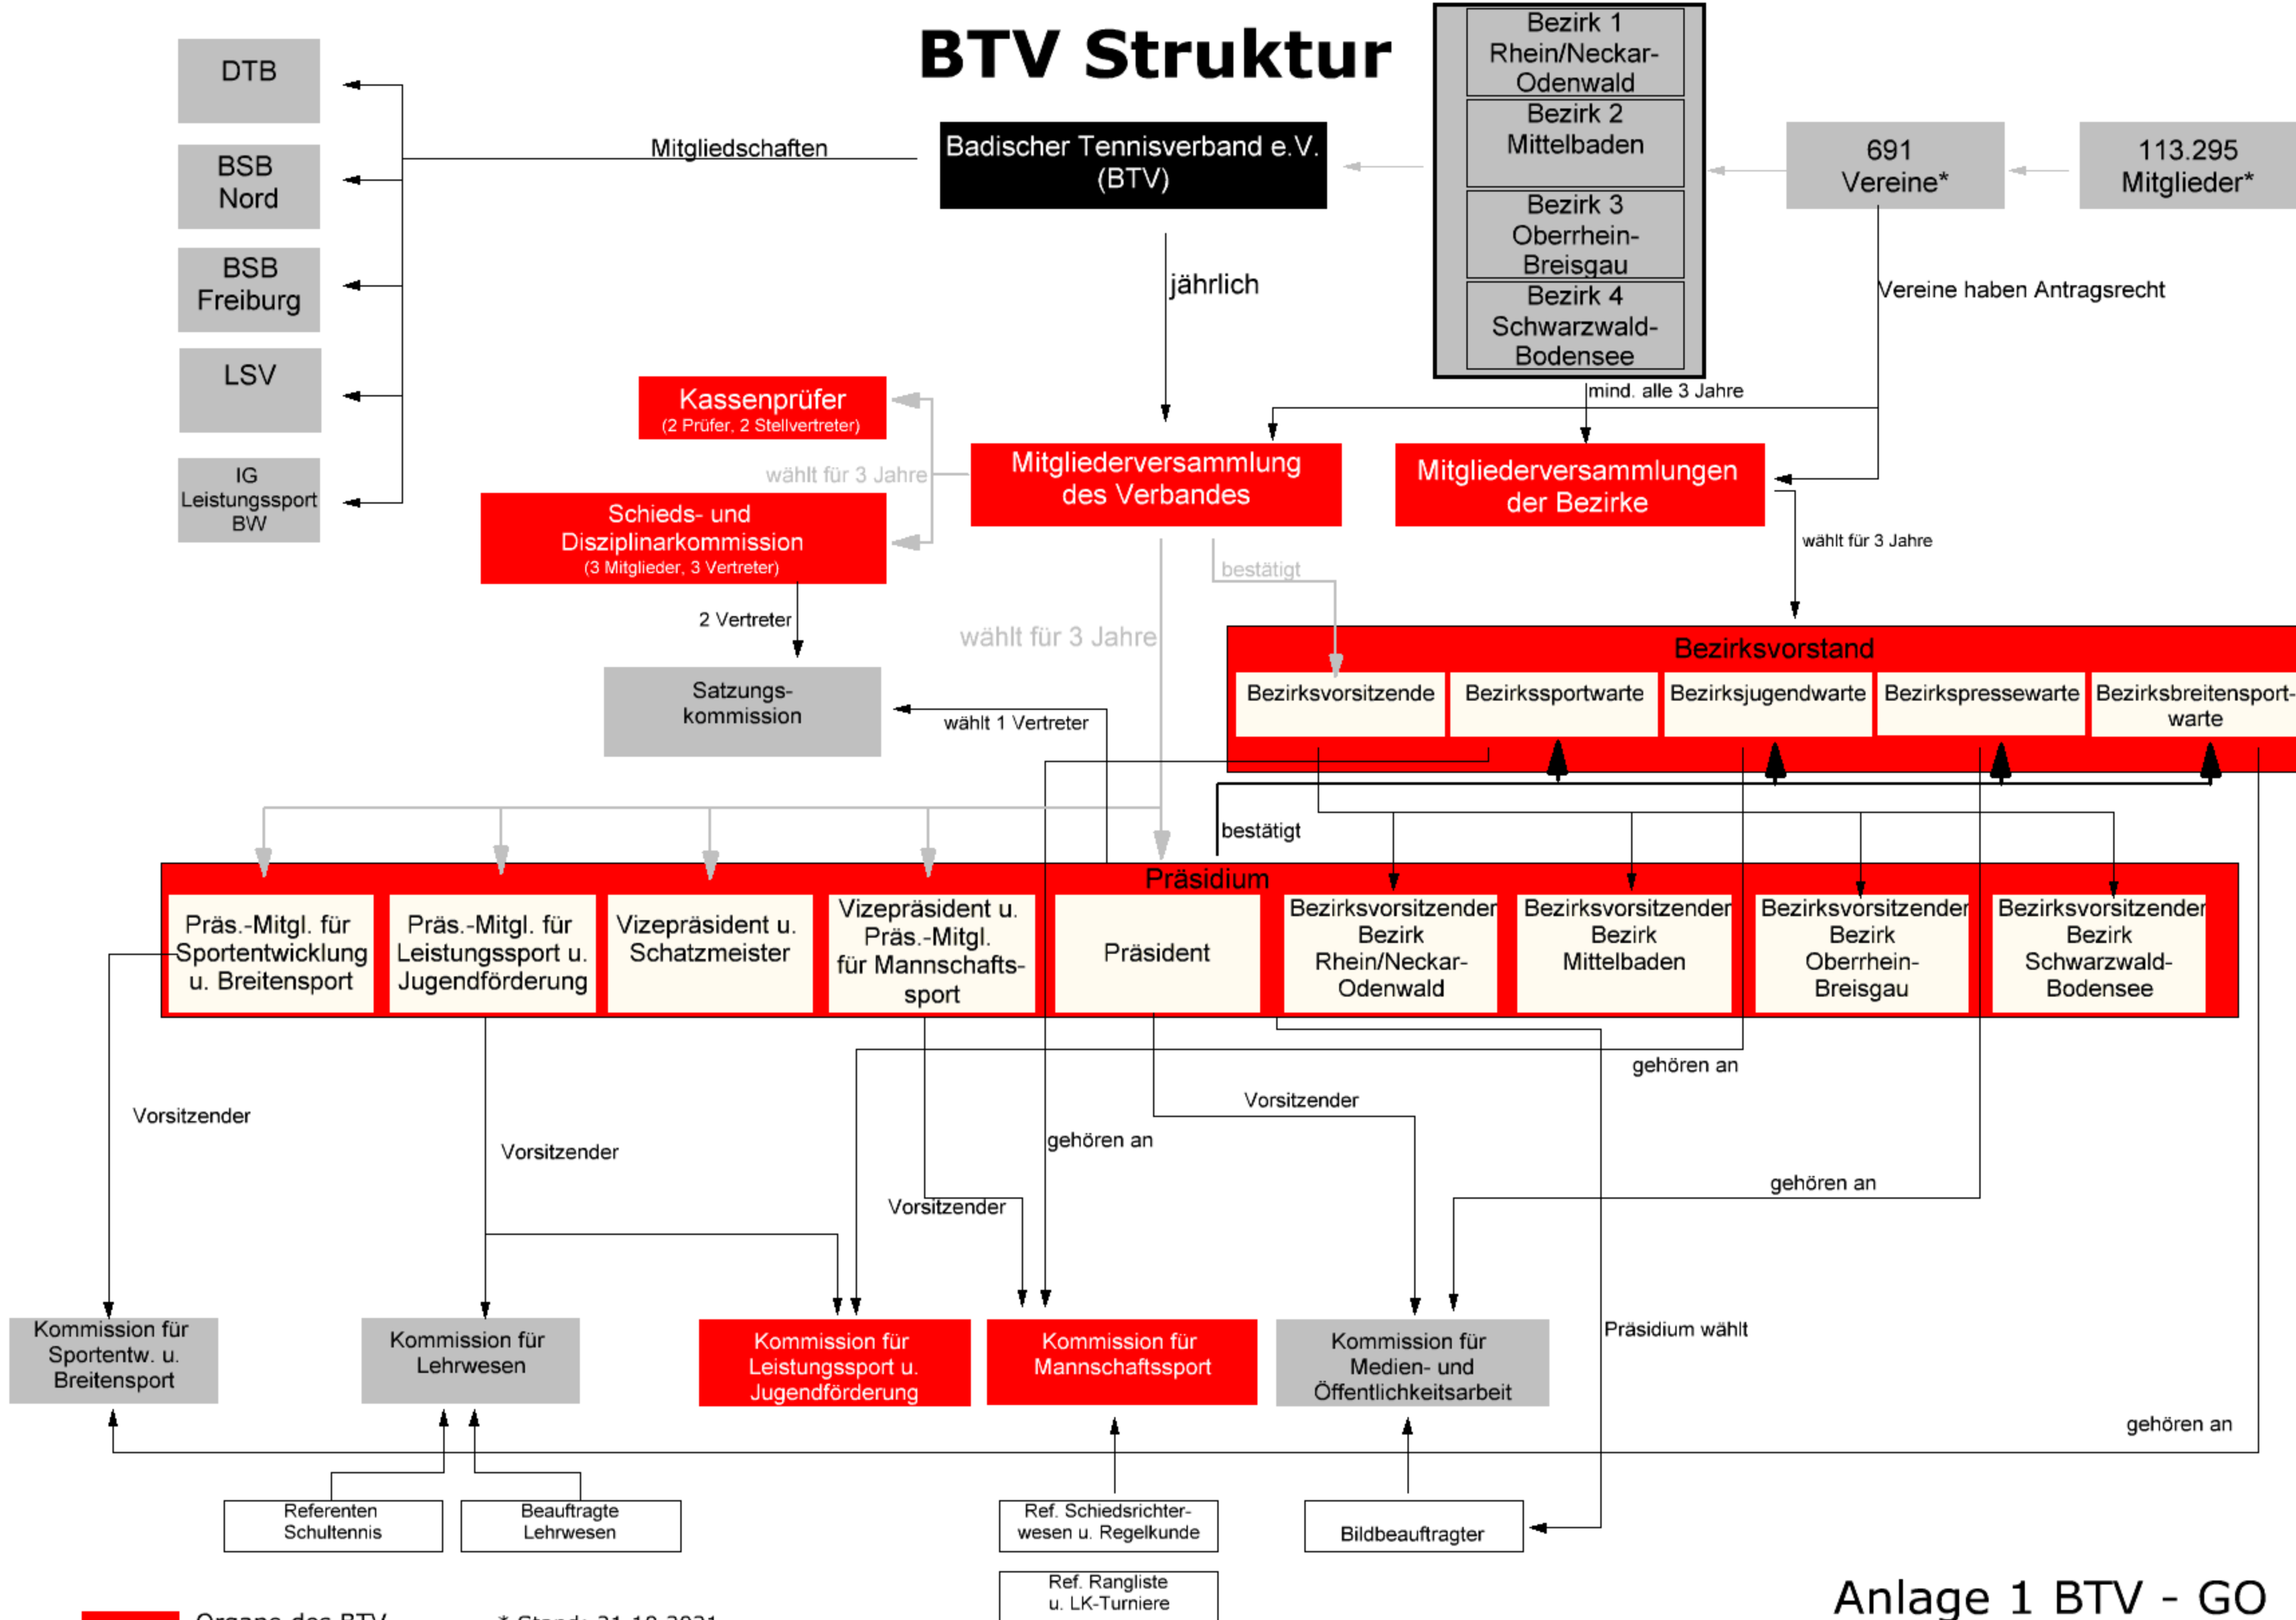 BTV Struktur
DTB
BSB
Nord
BSB
Freiburg
LSV
IG
Leistungssport
BW
Mitgliedschaften
Badischer Tennisverband e.V.
(BTV)
Bezirk 1
Rhein/Neckar-
Odenwald
Bezirk 2
Mittelbaden
Bezirk 3
Oberrhein-
Breisgau
Bezirk 4
Schwarzwald-
Bodensee
691
Vereine*
113.295
Mitglieder*
jährlich
Vereine haben Antragsrecht
mind. alle 3 Jahre
Kassenprüfer
(2 Prüfer, 2 Stellvertreter)
wählt für 3 Jahre
Schieds- und
Disziplinarkommission
(3 Mitglieder, 3 Vertreter)
Mitgliederversammlung
des Verbandes
Mitgliederversammlungen
der Bezirke
wählt für 3 Jahre
bestätigt
2 Vertreter
wählt für 3 Jahre
Satzungs-
kommission
wählt 1 Vertreter
Bezirksvorstand
Bezirksvorsitzende
Bezirkssportwarte
Bezirksjugendwarte
Bezirkspressewarte
Bezirksbreitensport-
warte
bestätigt
Präsidium
Präs.-Mitgl. für
Sportentwicklung
u. Breitensport
Präs.-Mitgl. für
Leistungssport u.
Jugendförderung
Vizepräsident u.
Schatzmeister
Vizepräsident u.
Präs.-Mitgl.
für Mannschafts-
sport
Präsident
Bezirksvorsitzender
Bezirk
Rhein/Neckar-
Odenwald
Bezirksvorsitzender
Bezirk
Mittelbaden
Bezirksvorsitzender
Bezirk
Oberrhein-
Breisgau
Bezirksvorsitzender
Bezirk
Schwarzwald-
Bodensee
gehören an
Vorsitzender
Vorsitzender
Vorsitzender
gehören an
Vorsitzender
gehören an
Präsidium wählt
Kommission für
Sportentw. u.
Breitensport
Kommission für
Lehrwesen
Kommission für
Leistungssport u.
Jugendförderung
Kommission für
Mannschaftssport
Kommission für
Medien- und
Öffentlichkeitsarbeit
gehören an
Referenten
Schultennis
Beauftragte
Lehrwesen
Ref. Schiedsrichter-
wesen u. Regelkunde
Bildbeauftragter
Ref. Rangliste
u. LK-Turniere
Organe des BTV
* Stand: 31.10.2021
Anlage 1 BTV - GO